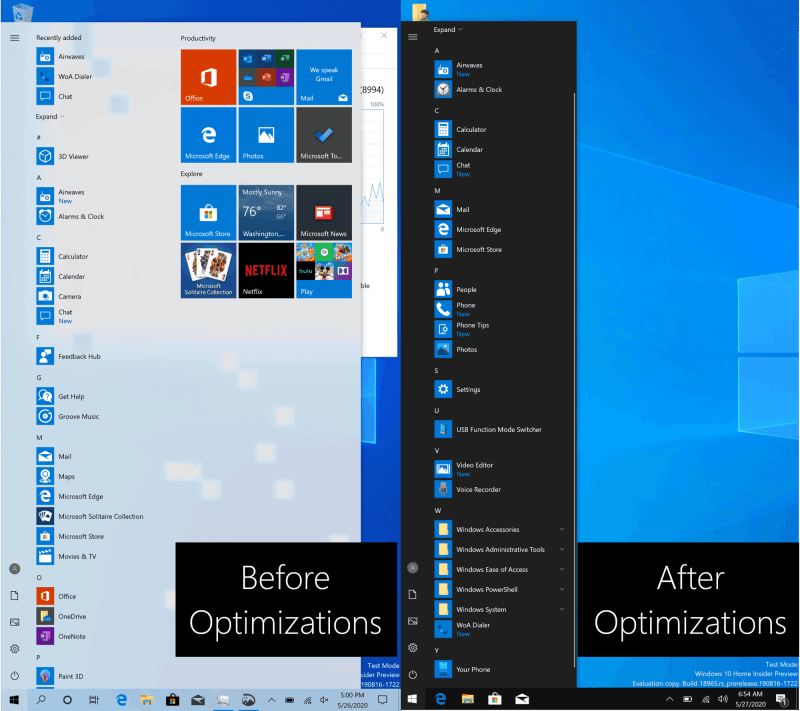 Recently added
Airwaves
WoA Dialer
Chat
Expand
#
3D Viewer
A
Airwaves
New
Alarms & Clock
C
Calculator
Calendar
Camera
Chat
New
F
Feedback Hub
G
Get Help
Groove Music
M
Mail
Maps
Microsoft Edge
Microsoft Solitaire Collection
Microsoft Store
Movies & TV
O
Office
OneDrive
OneNote
P
Paint 3D
Productivity
Office
We speak
Gmail
Mail
Microsoft Edge
Photos
Microsoft To...
Explore
Microsoft Store
Mostly Sunny
76°
82°
66°
Washington,...
Microsoft News
Microsoft
Solitaire Collection
NETFLIX
Netflix
hulu
Play
(8994)
100%
0
ble
Before
Optimizations
Test Mode
sider Preview
190816-1722
5:00 PM
5/26/2020
Expand
A
Airwaves
New
Alarms & Clock
C
Calculator
Calendar
Chat
New
M
Mail
Microsoft Edge
Microsoft Store
P
People
Phone
New
Phone Tips
New
Photos
S
Settings
U
USB Function Mode Switcher
V
Video Editor
New
Voice Recorder
W
Windows Accessories
Windows Administrative Tools
Windows Ease of Access
Windows PowerShell
Windows System
WoA Dialer
New
Y
Your Phone
After
Optimizations
Test Mode
Windows 10 Home Insider Preview
Evaluation copy. Build 18965.rs_prerelease.190816-1722
6:54 AM
5/27/2020
1